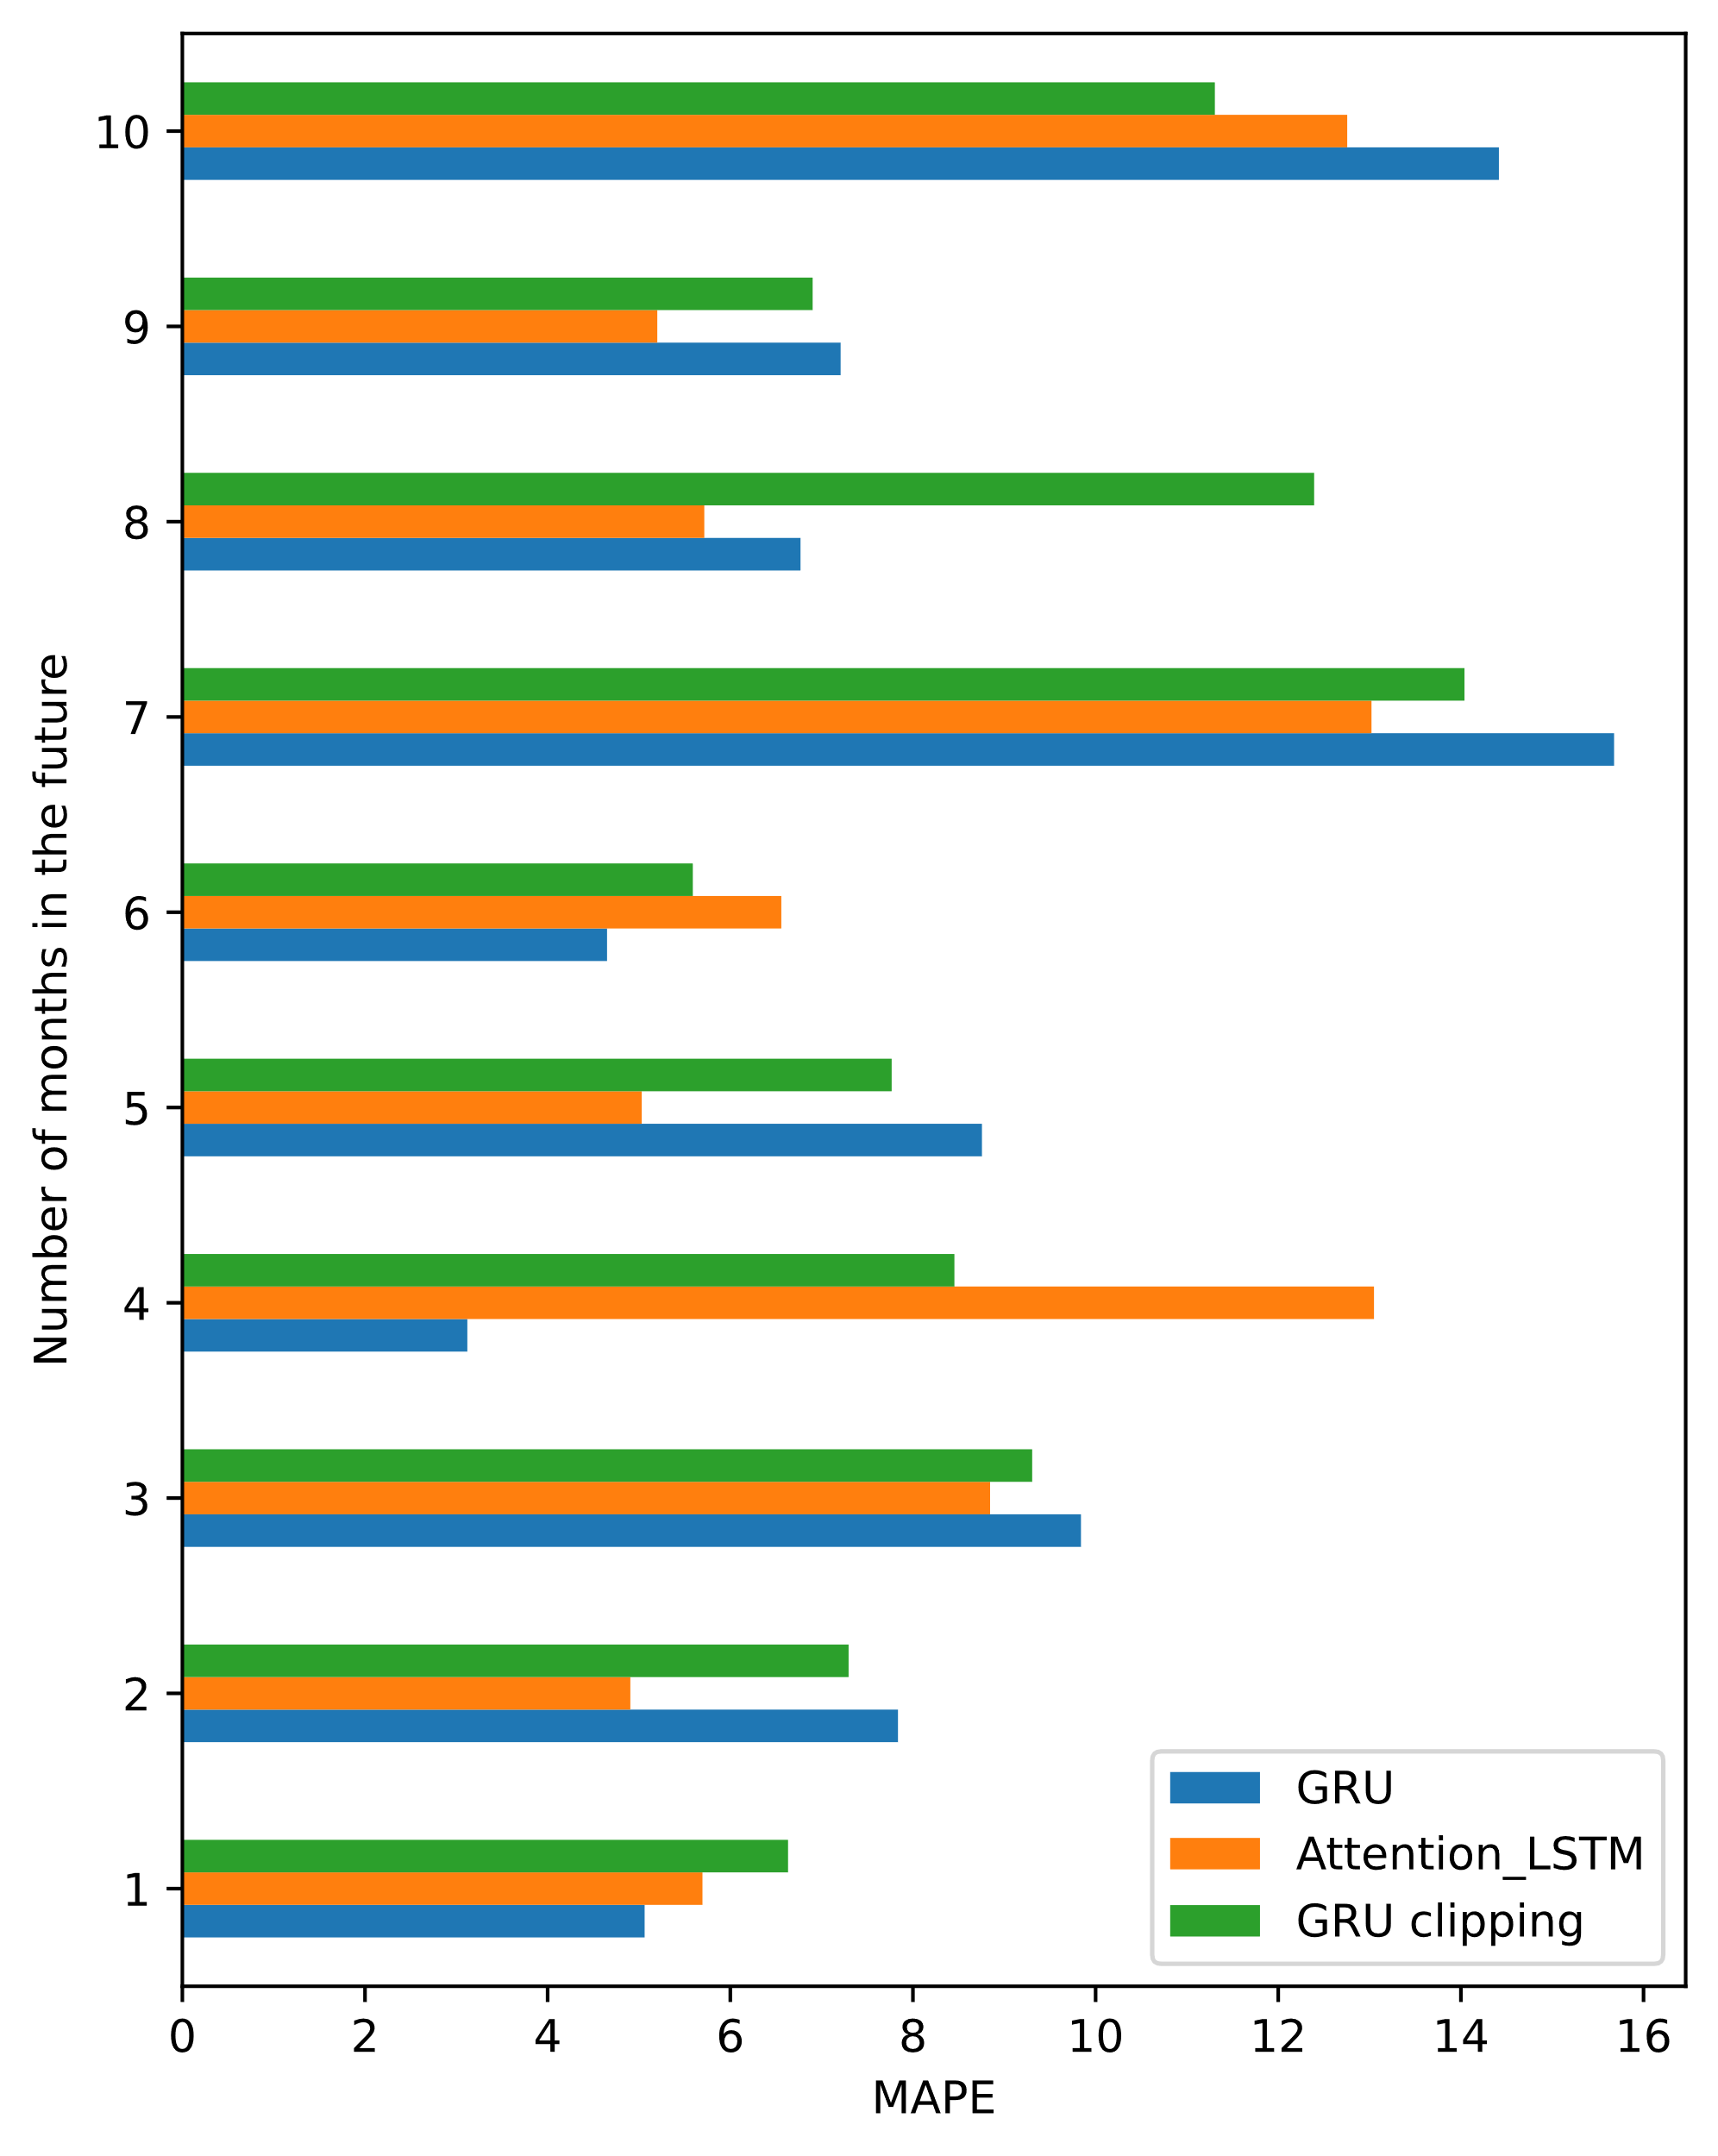 10
9
8
7
6
5
4
3
2
1
Number of months in the future
GRU
Attention_LSTM
GRU clipping
0 2 4 6 8 10 12 14 16
MAPE